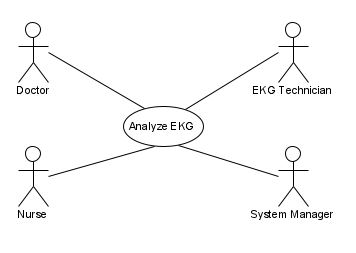 Doctor
EKG Technician
Analyze EKG
Nurse
System Manager